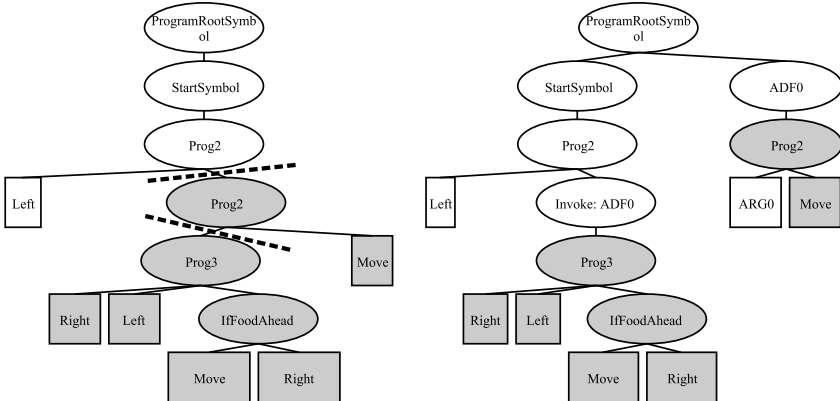 ProgramRootSymb
ol
StartSymbol
Prog2
Left
Prog2
Prog3
Move
Right
Left
IfFoodAhead
Move
Right
ProgramRootSymb
ol
StartSymbol
ADF0
Prog2
Prog2
Left
Invoke: ADF0
ARG0
Move
Prog3
Right
Left
IfFoodAhead
Move
Right